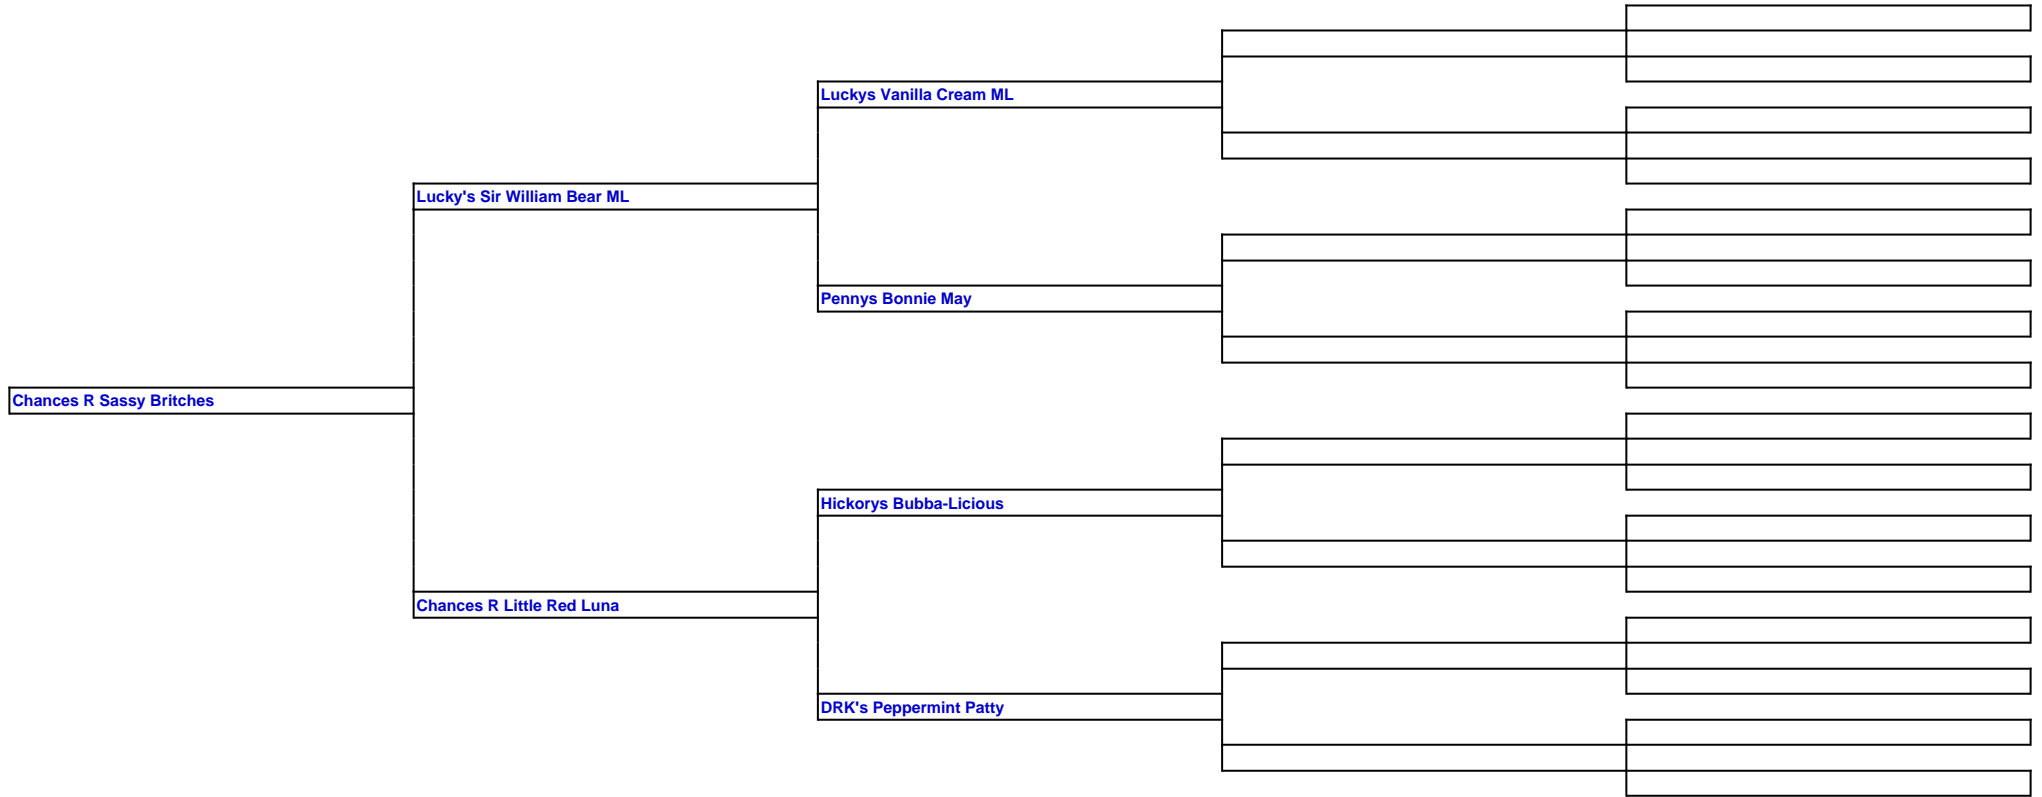 Luckys Vanilla Cream ML
Lucky's Sir William Bear ML
Pennys Bonnie May
Chances R Sassy Britches
Hickorys Bubba-Licious
Chances R Little Red Luna
DRK's Peppermint Patty